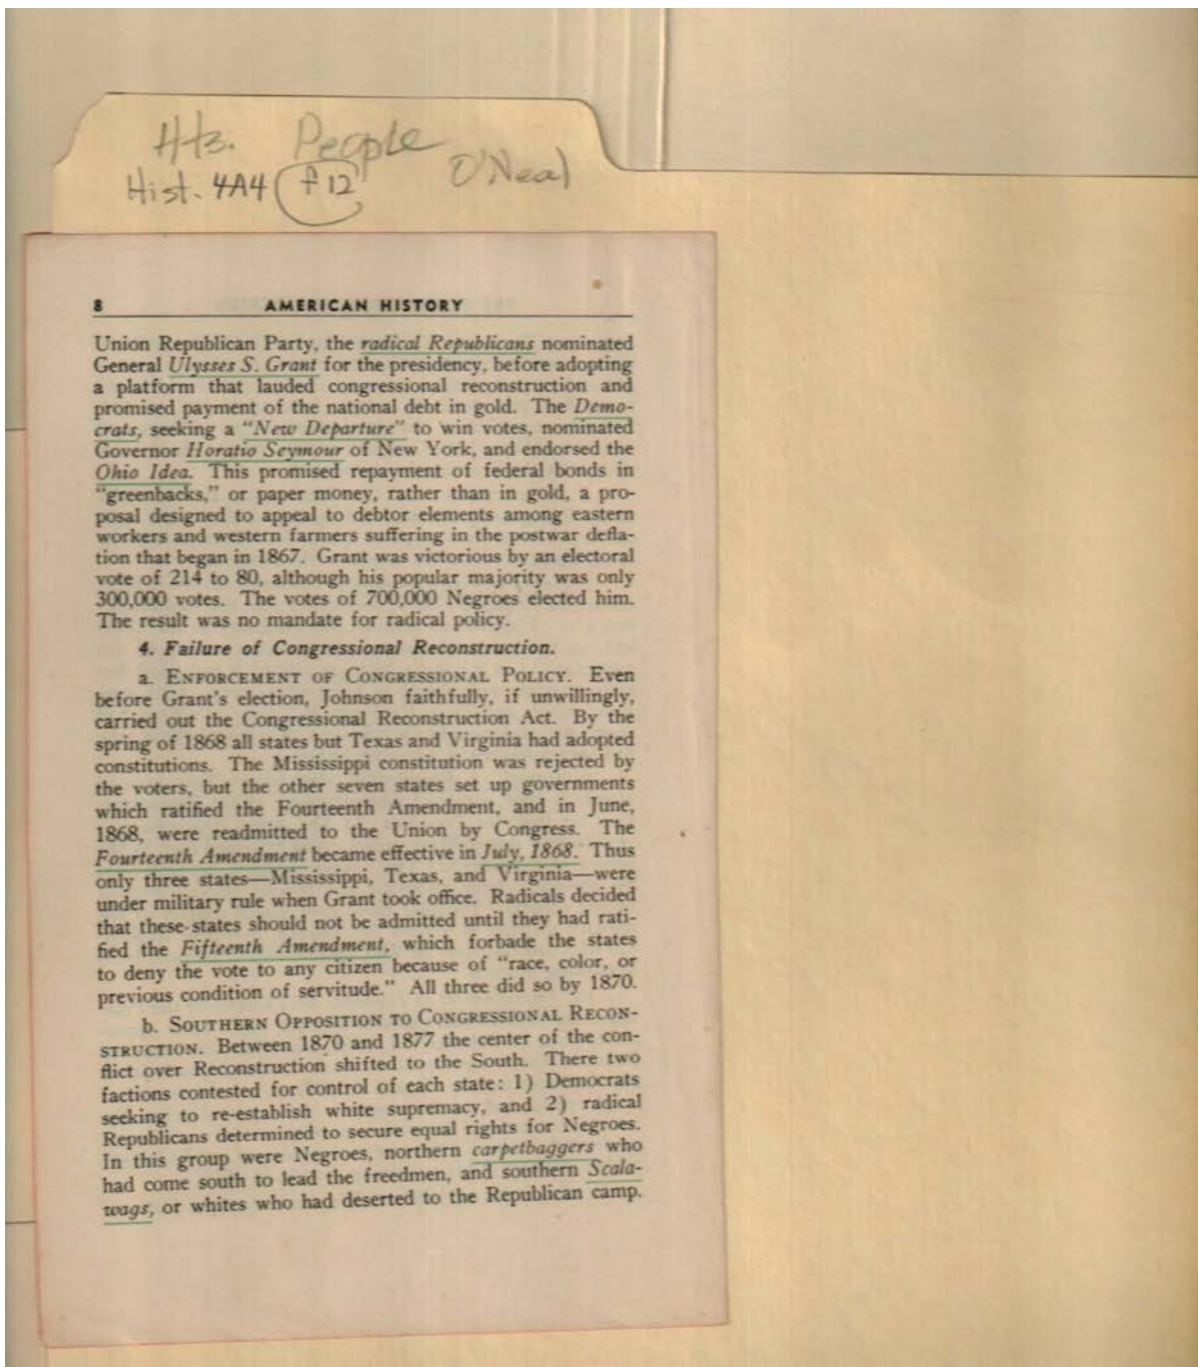 Hts. People O'Neal
Hist. 4A4 f12
8 AMERICAN HISTORY
Union Republican Party, the radical Republicans nominated
General Ulysses S. Grant for the presidency, before adopting
a platform that lauded congressional reconstruction and
promised payment of the national debt in gold. The Demo-
crats, seeking a "New Departure" to win votes, nominated
Governor Horatio Seymour of New York, and endorsed the
Ohio Idea. This promised repayment of federal bonds in
"greenbacks," or paper money, rather than in gold, a pro-
posal designed to appeal to debtor elements among eastern
workers and western farmers suffering in the postwar defla-
tion that began in 1867. Grant was victorious by an electoral
vote of 214 to 80, although his popular majority was only
300,000 votes. The votes of 700,000 Negroes elected him.
The result was no mandate for radical policy.
4. Failure of Congressional Reconstruction.
a. ENFORCEMENT OF CONGRESSIONAL POLICY. Even
before Grant's election, Johnson faithfully, if unwillingly,
carried out the Congressional Reconstruction Act. By the
spring of 1868 all states but Texas and Virginia had adopted
constitutions. The Mississippi constitution was rejected by
the voters, but the other seven states set up governments
which ratified the Fourteenth Amendment, and in June,
1868, were readmitted to the Union by Congress. The
Fourteenth Amendment became effective in July, 1868. Thus
only three states—Mississippi, Texas, and Virginia—were
under military rule when Grant took office. Radicals decided
that these states should not be admitted until they had rati-
fied the Fifteenth Amendment, which forbade the states
to deny the vote to any citizen because of "race, color, or
previous condition of servitude." All three did so by 1870.
b. SOUTHERN OPPOSITION TO CONGRESSIONAL RECON-
STRUCTION. Between 1870 and 1877 the center of the con-
flict over Reconstruction shifted to the South. There two
factions contested for control of each state: 1) Democrats
seeking to re-establish white supremacy, and 2) radical
Republicans determined to secure equal rights for Negroes.
In this group were Negroes, northern carpetbaggers who
had come south to lead the freedmen, and southern Scala-
wags, or whites who had deserted to the Republican camp.